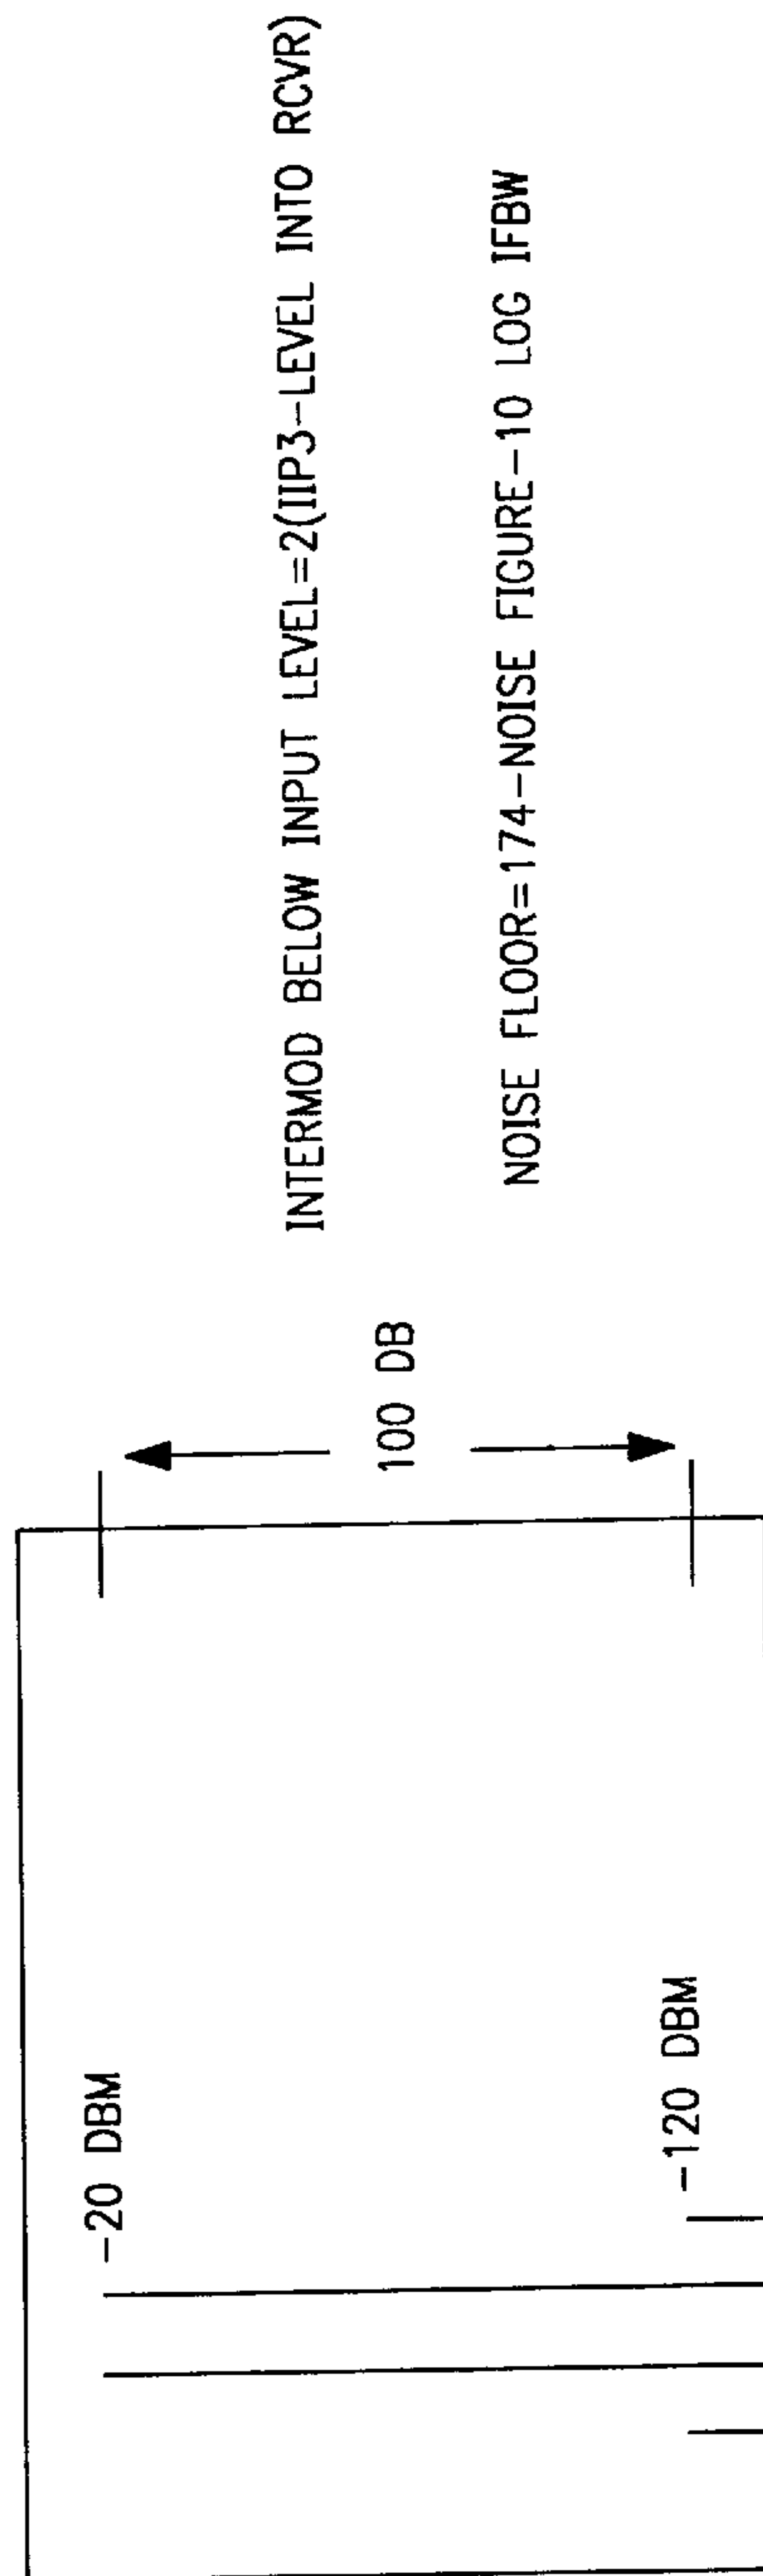 -20 DBM
-120 DBM
100 DB
INTERMOD BELOW INPUT LEVEL=2(IIP3-LEVEL INTO RCVR)
NOISE FLOOR=174-NOISE FIGURE-10 LOG IFBW